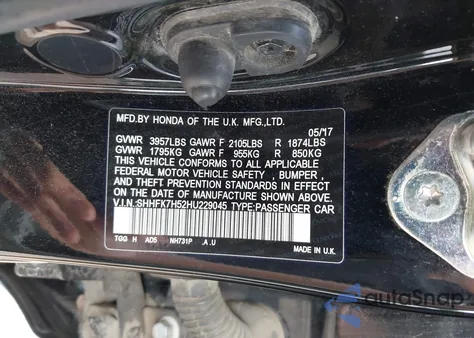 MFD.BY HONDA OF THE U.K. MFG.,LTD.
05/17
GVWR 3957LBS GAWR F 2105LBS R 1874LBS
GVWR 1795KG GAWR F 955KG R 850KG
THIS VEHICLE CONFORMS TO ALL APPLICABLE
FEDERAL MOTOR VEHICLE SAFETY , BUMPER ,
AND THEFT PREVENTION STANDARDS IN EFFECT
ON THE DATE OF MANUFACTURE SHOWN ABOVE.
V.I.N.:SHHFK7H52HU229045 TYPE:PASSENGER CAR
TGG H AD5 NH731P .A .U
MADE IN U.K.
autoSnap